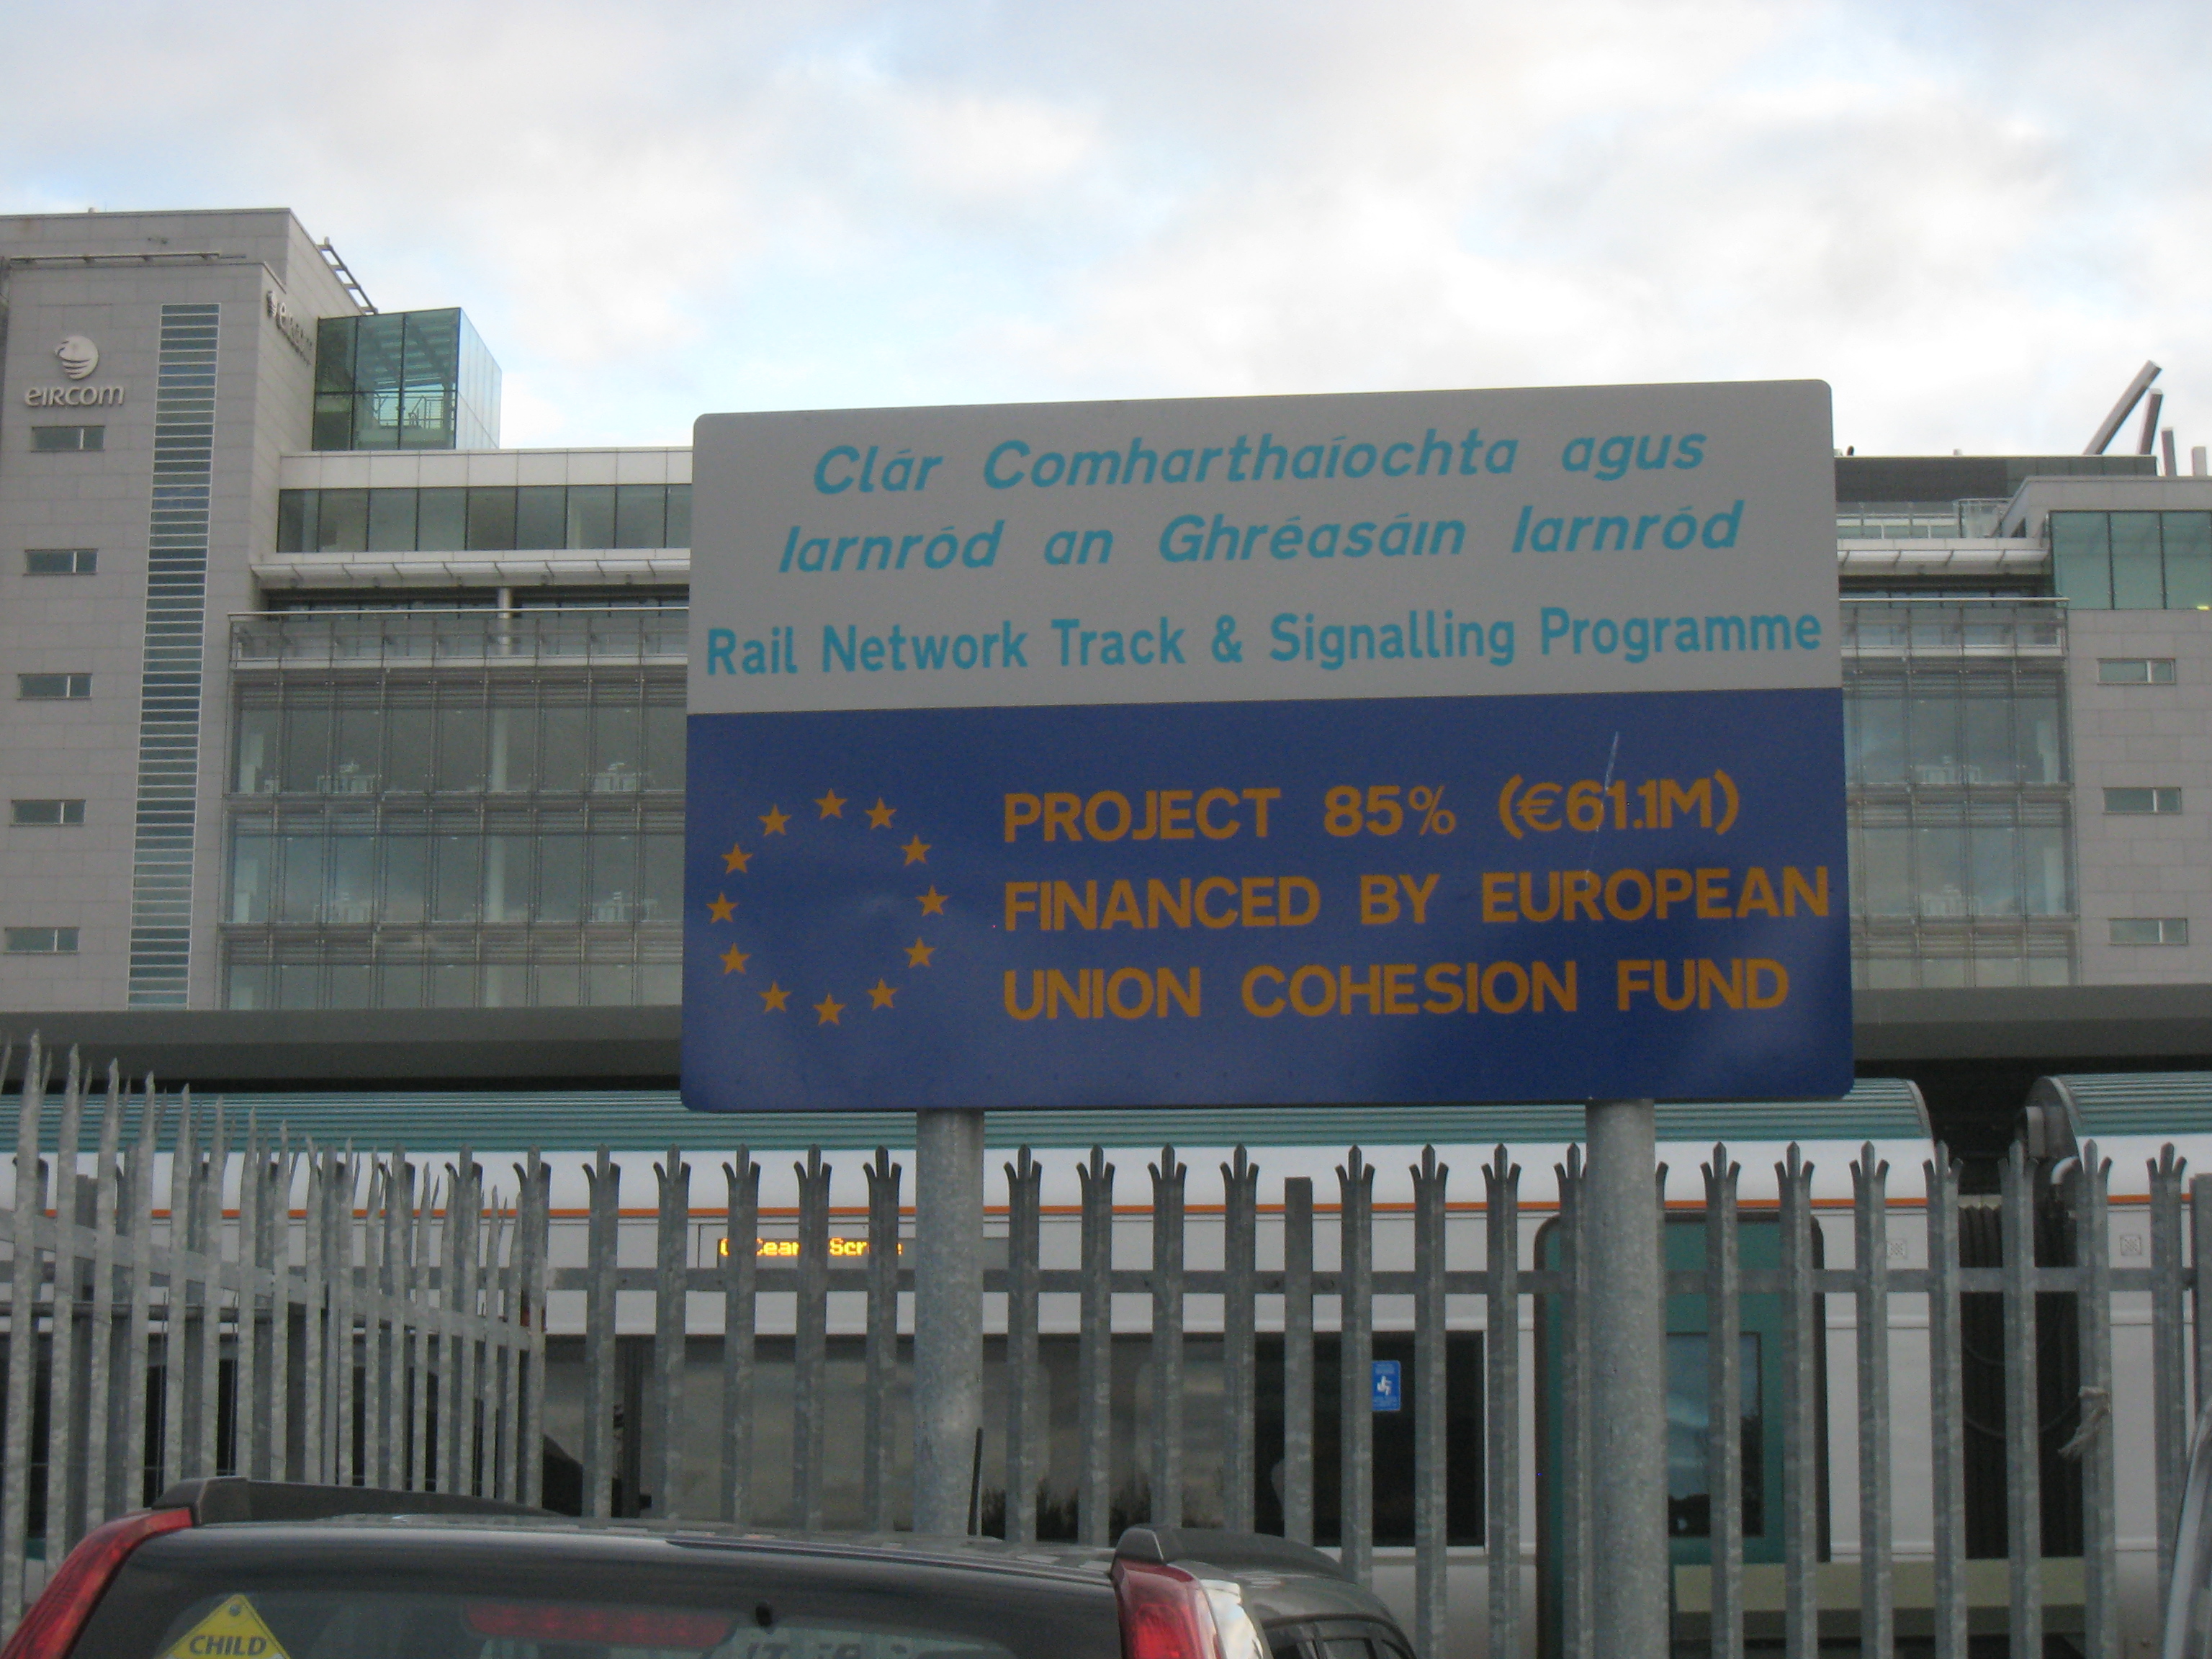 eircom
Clár Comharthaíochta agus
Iarnród an Ghréasáin Iarnród
Rail Network Track & Signalling Programme
PROJECT 85% (€61.1M)
FINANCED BY EUROPEAN
UNION COHESION FUND
CHILD